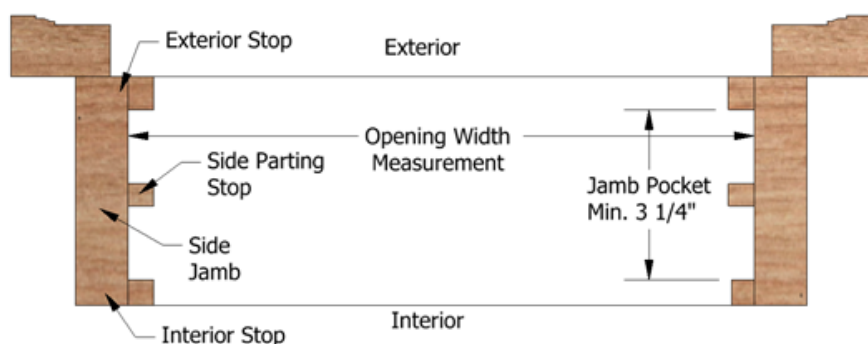 Exterior Stop
Exterior
Opening Width
Measurement
Side Parting
Stop
Jamb Pocket
Min. 3 1/4"
Side
Jamb
Interior Stop
Interior